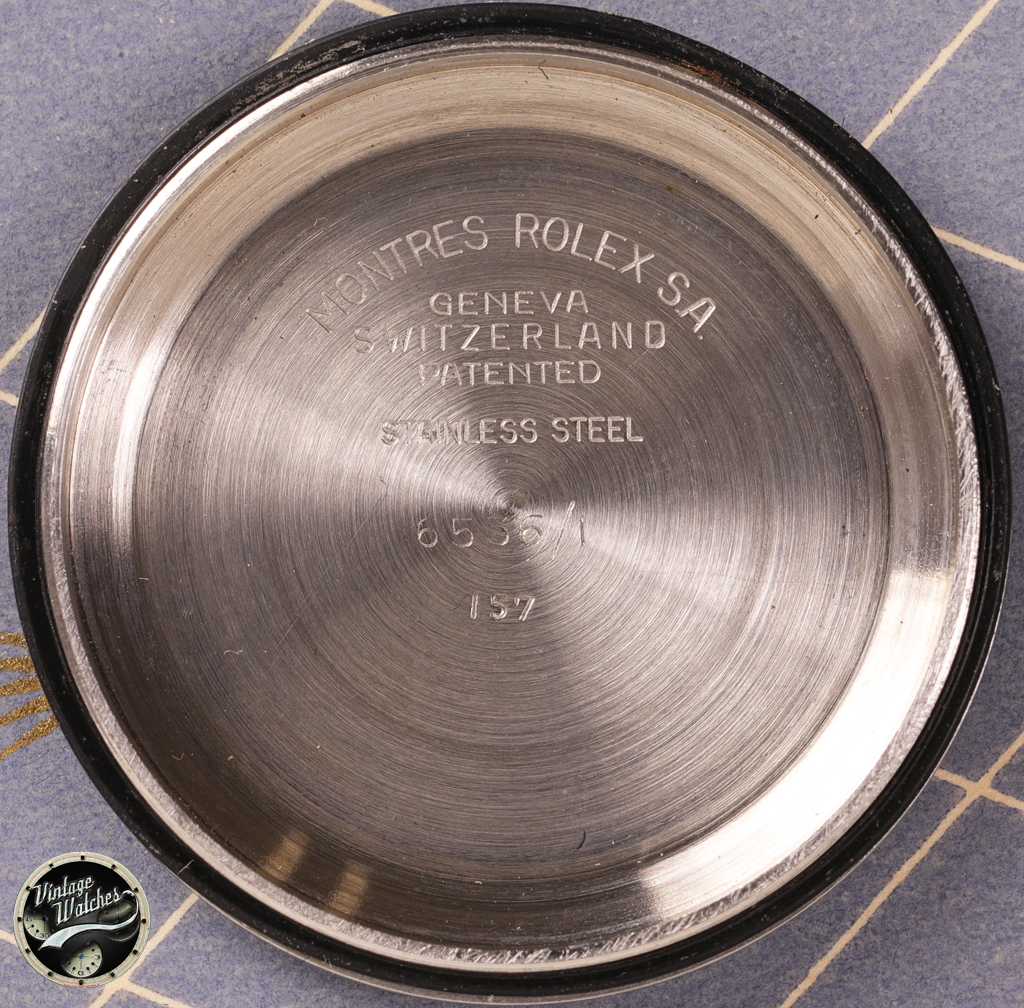 MONTRES ROLEX S.A.
GENEVA
SWITZERLAND
PATENTED
STAINLESS STEEL
6536/1
157
Vintage
Watches